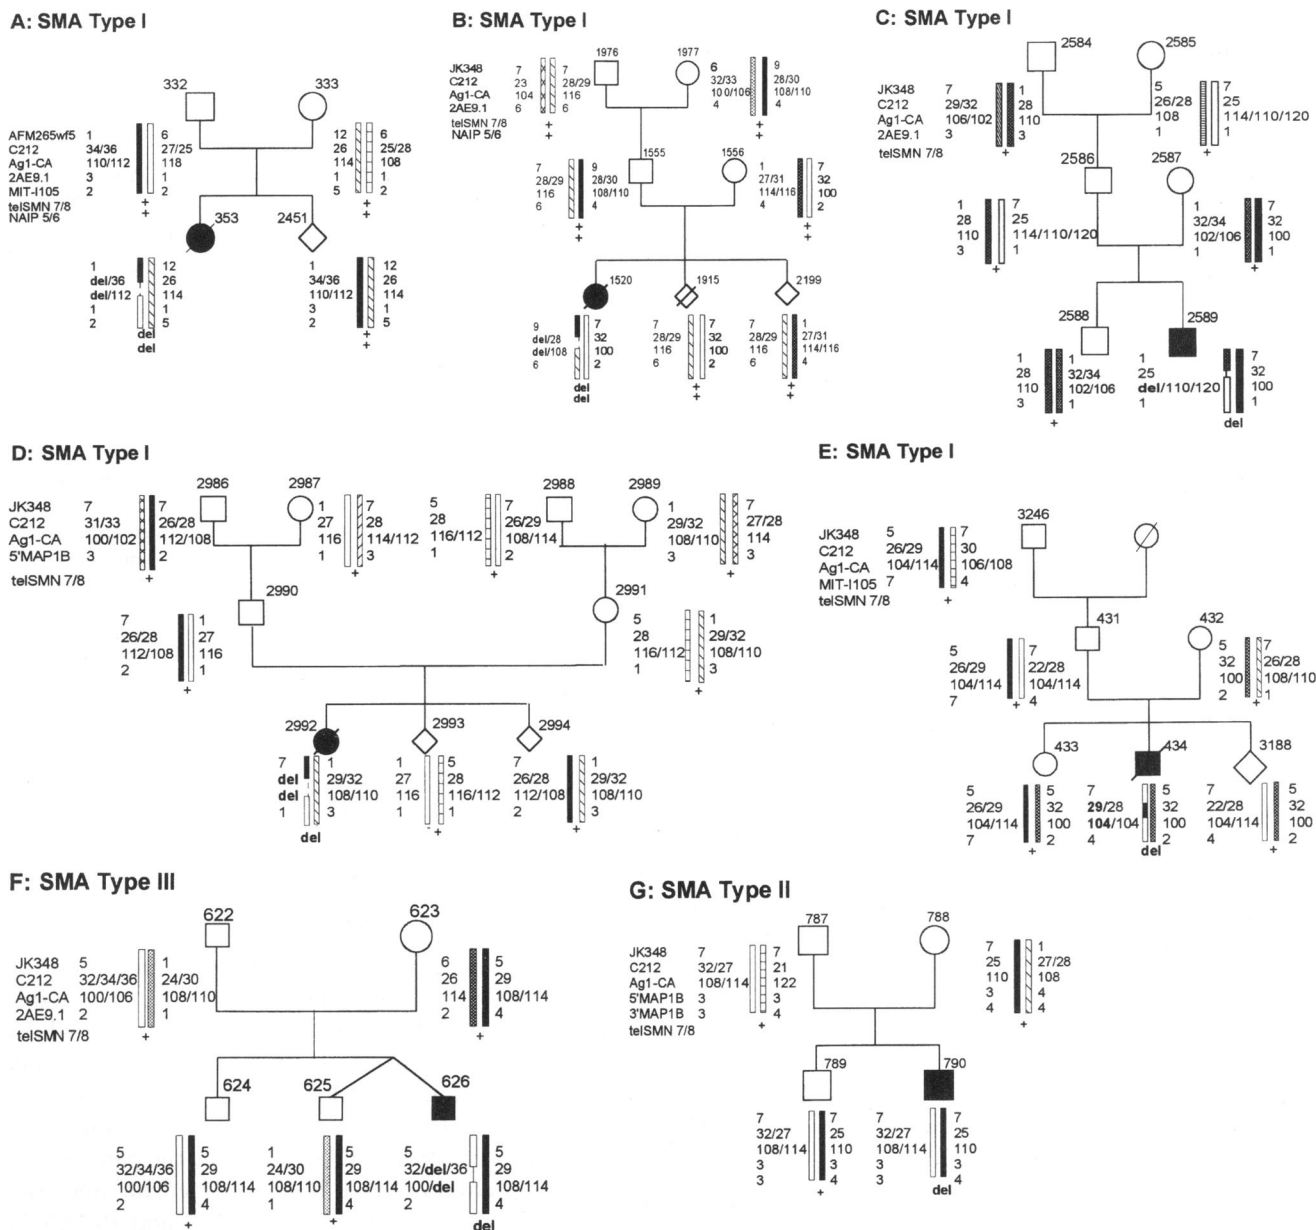 A: SMA Type I
332 333
AFM265wf5 1 6 12 6
C212 34/36 27/25 26 25/28
Ag1-CA 110/112 118 114 108
2AE9.1 3 1 1 1
MIT-I105 2 2 5 2
telSMN 7/8 + +
NAIP 5/6 + +
353 2451
1 12 1 12
del/36 26 34/36 26
del/112 114 110/112 114
1 1 3 1
2 5 2 5
del +
del +
B: SMA Type I
1976 1977
JK348 7 7 6 9
C212 23 28/29 32/33 28/30
Ag1-CA 104 116 100/106 108/110
2AE9.1 6 6 4 4
telSMN 7/8 + +
NAIP 5/6 + +
1555 1556
7 9 1 7
28/29 28/30 27/31 32
116 108/110 114/116 100
6 4 4 2
+ +
+ +
1520 1915 2199
9 7 7 7 7 1
del/28 32 28/29 32 28/29 27/31
del/108 100 116 100 116 114/116
6 2 6 2 6 4
del + +
del + +
C: SMA Type I
2584 2585
JK348 7 1 5 7
C212 29/32 28 26/28 25
Ag1-CA 106/102 110 108 114/110/120
2AE9.1 3 3 1 1
telSMN 7/8 + +
2586 2587
1 7 1 7
28 25 32/34 32
110 114/110/120 102/106 100
3 1 1 1
+ +
2588 2589
1 1 1 7
28 32/34 25 32
110 102/106 del/110/120 100
3 1 1 1
+ del
D: SMA Type I
2986 2987 2988 2989
JK348 7 7 1 7 5 7 1 7
C212 31/33 26/28 27 28 28 26/29 29/32 27/28
Ag1-CA 100/102 112/108 116 114/112 116/112 108/114 108/110 114
5'MAP1B 3 2 1 3 1 2 3 3
telSMN 7/8 + + + +
2990 2991
7 1 5 1
26/28 27 28 29/32
112/108 116 116/112 108/110
2 1 1 3
+ +
2992 2993 2994
7 1 1 5 7 1
del 29/32 27 28 26/28 29/32
del 108/110 116 116/112 112/108 108/110
1 3 1 1 2 3
del - + +
E: SMA Type I
3246
JK348 5 7
C212 26/29 30
Ag1-CA 104/114 106/108
MIT-I105 7 4
telSMN 7/8 +
431 432
5 7 5 7
26/29 22/28 32 26/28
104/114 104/114 100 108/110
7 4 2 1
+ +
433 434 3188
5 5 7 5 7 5
26/29 32 29/28 32 22/28 32
104/114 100 104/104 100 104/114 100
7 2 4 2 4 2
+ del +
F: SMA Type III
622 623
JK348 5 1 6 5
C212 32/34/36 24/30 26 29
Ag1-CA 100/106 108/110 114 108/114
2AE9.1 2 1 2 4
telSMN 7/8 + +
624 625 626
5 5 1 5 5 5
32/34/36 29 24/30 29 32/del/36 29
100/106 108/114 108/110 108/114 100/del 108/114
2 4 1 4 2 4
+ + del
G: SMA Type II
787 788
JK348 7 7 7 1
C212 32/27 21 25 27/28
Ag1-CA 108/114 122 110 108
5'MAP1B 3 3 3 4
3'MAP1B 3 4 4 4
telSMN 7/8 + +
789 790
7 7 7 7
32/27 25 32/27 25
108/114 110 108/114 110
3 3 3 3
3 4 3 4
+ del